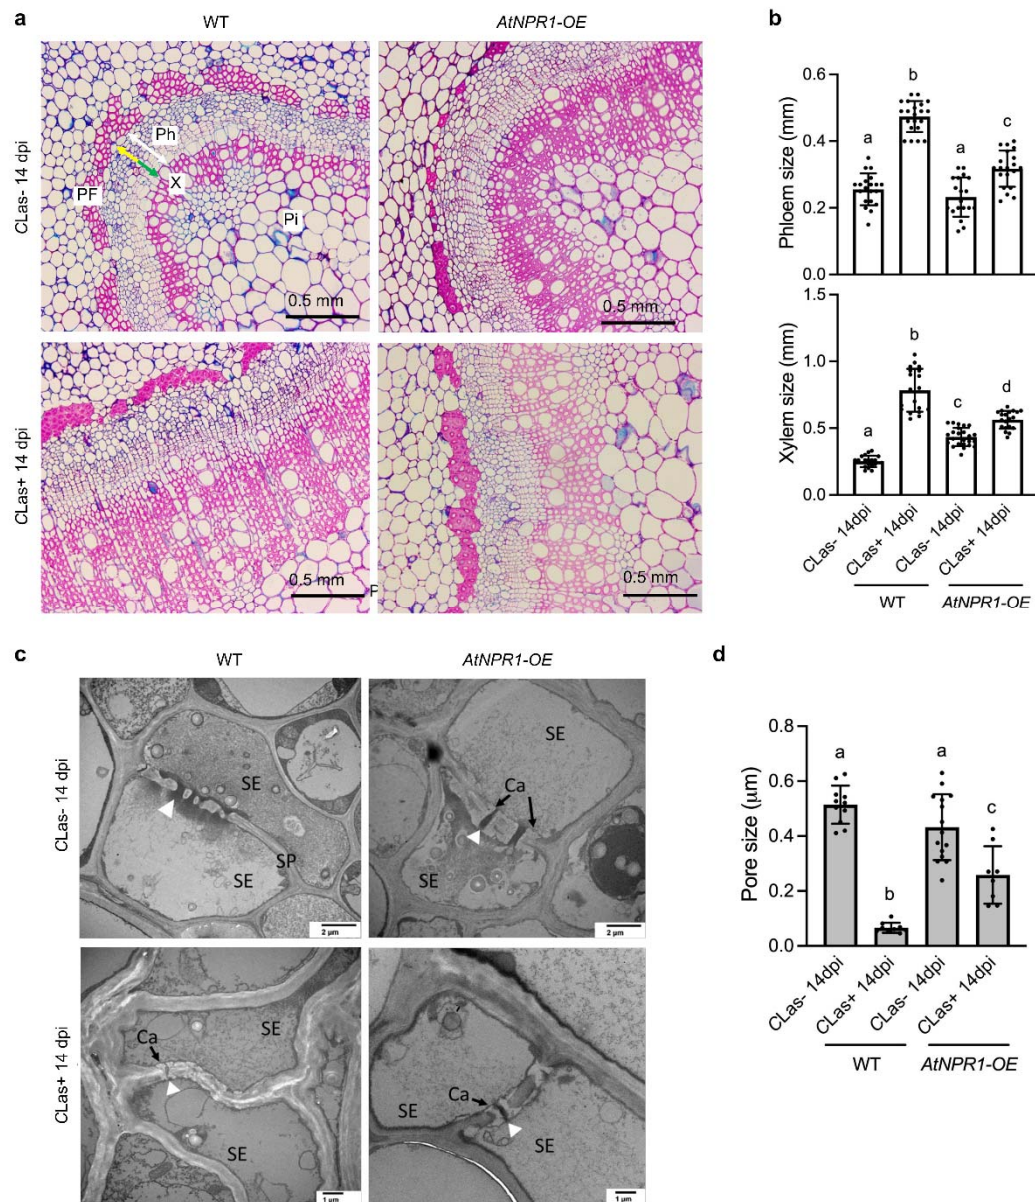 a
WT
AtNPR1-OE
CLas- 14 dpi
Ph
X
PF
Pi
0.5 mm
0.5 mm
CLas+ 14 dpi
0.5 mm
P
0.5 mm
b
Phloem size (mm)
0.6
0.4
0.2
0.0
a
b
a
c
Xylem size (mm)
1.5
1.0
0.5
0.0
a
b
c
d
CLas- 14dpi
CLas+ 14dpi
CLas- 14dpi
CLas+ 14dpi
WT
AtNPR1-OE
c
WT
AtNPR1-OE
CLas- 14 dpi
SE
SP
SE
2 µm
SE
Ca
SE
2 µm
CLas+ 14 dpi
Ca
SE
SE
1 µm
SE
Ca
SE
1 µm
d
Pore size (µm)
0.8
0.6
0.4
0.2
0.0
a
b
a
c
CLas- 14dpi
CLas+ 14dpi
CLas- 14dpi
CLas+ 14dpi
WT
AtNPR1-OE